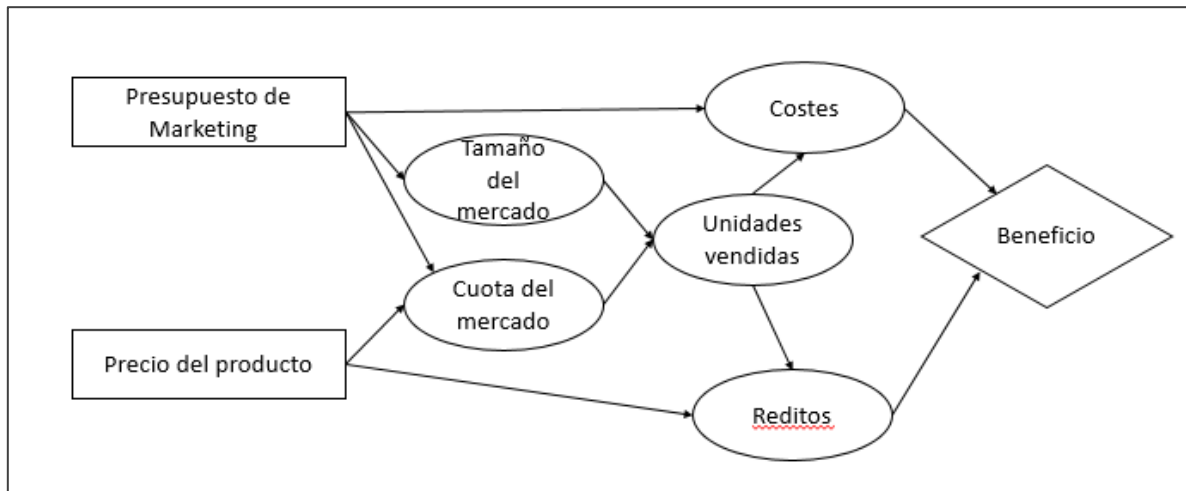 Presupuesto de
Marketing
Costes
Tamaño
del
mercado
Unidades
vendidas
Beneficio
Cuota del
mercado
Precio del producto
Reditos